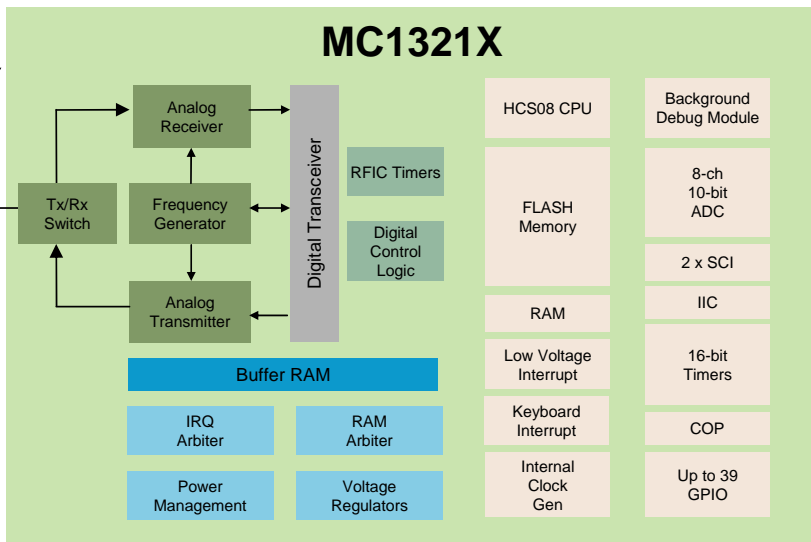 MC1321X
Analog
Receiver
Tx/Rx
Switch
Frequency
Generator
Analog
Transmitter
Digital Transceiver
RFIC Timers
Digital
Control
Logic
Buffer RAM
IRQ
Arbiter
RAM
Arbiter
Power
Management
Voltage
Regulators
HCS08 CPU
FLASH
Memory
RAM
Low Voltage
Interrupt
Keyboard
Interrupt
Internal
Clock
Gen
Background
Debug Module
8-ch
10-bit
ADC
2 x SCI
IIC
16-bit
Timers
COP
Up to 39
GPIO